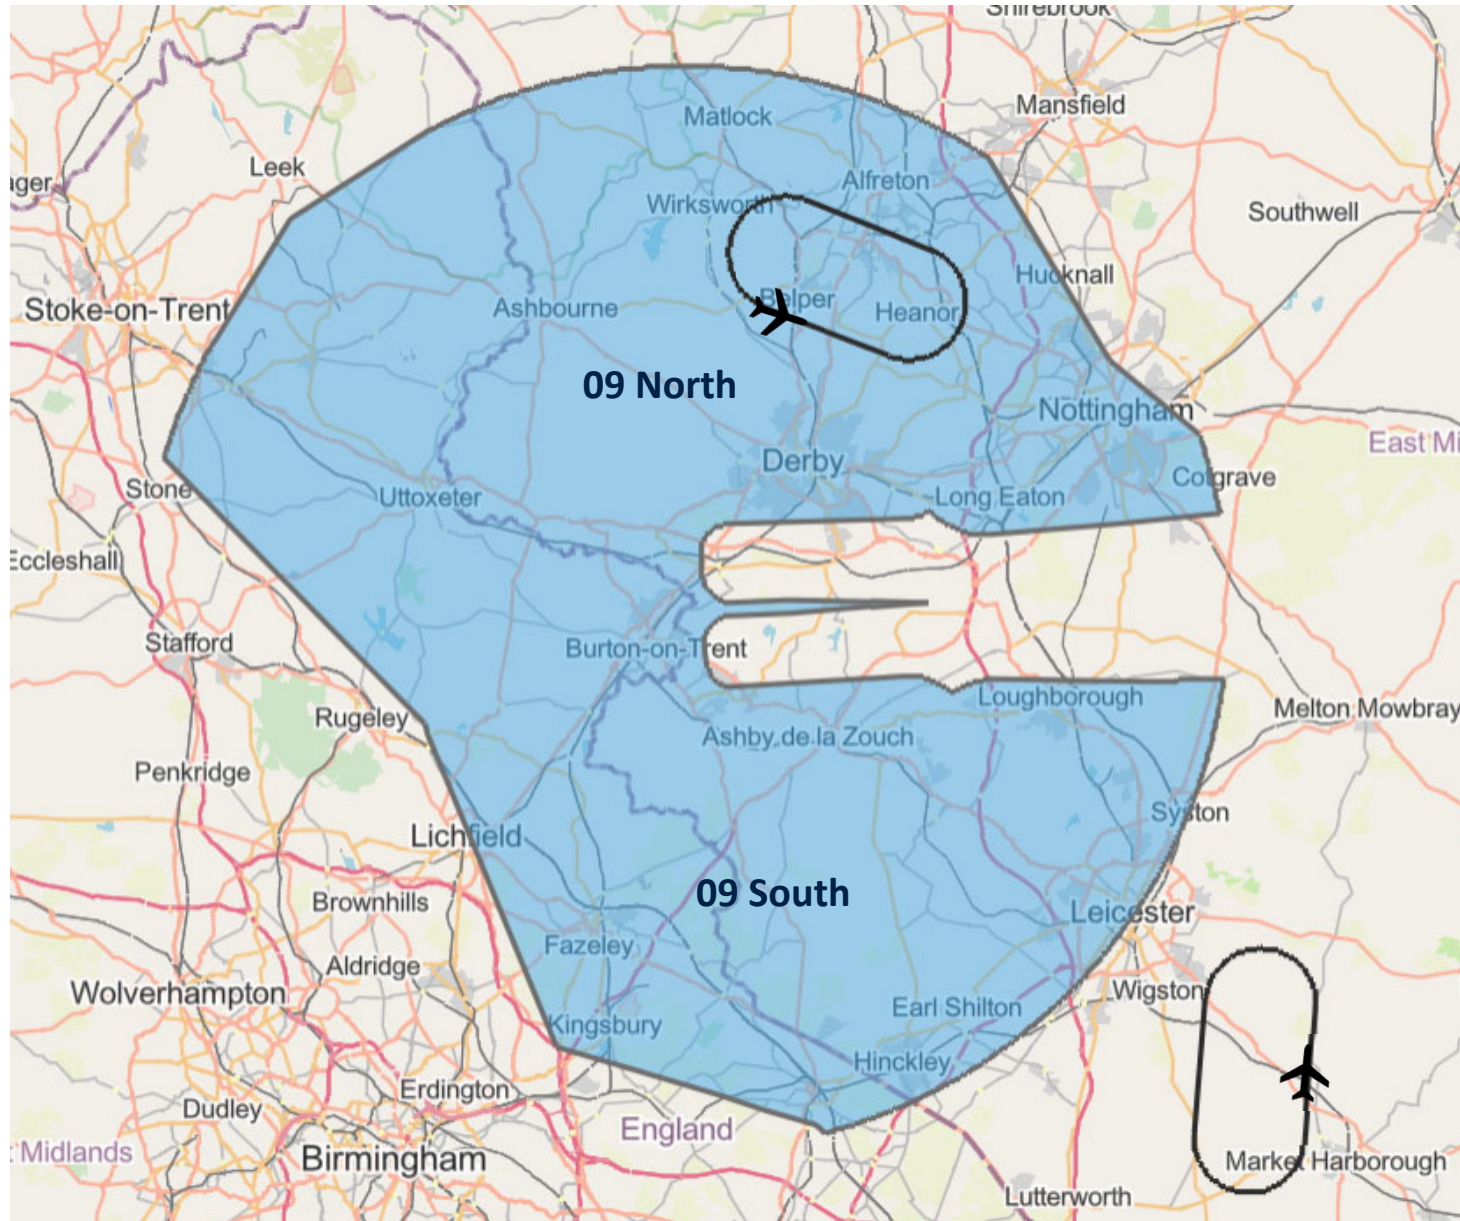 Shirebrook
Mansfield
Matlock
Leek
Alfreton
Wirksworth
Southwell
Hucknall
Belper
Stoke-on-Trent
Ashbourne
Heanor
09 North
Nottingham
East Mi
Derby
Cotgrave
Stone
Uttoxeter
Long Eaton
Eccleshall
Stafford
Burton-on-Trent
Loughborough
Rugeley
Melton Mowbray
Ashby de la Zouch
Penkridge
Syston
Lichfield
09 South
Brownhills
Leicester
Fazeley
Aldridge
Wolverhampton
Wigston
Earl Shilton
Kingsbury
Hinckley
Erdington
Dudley
England
Midlands
Birmingham
Market Harborough
Lutterworth